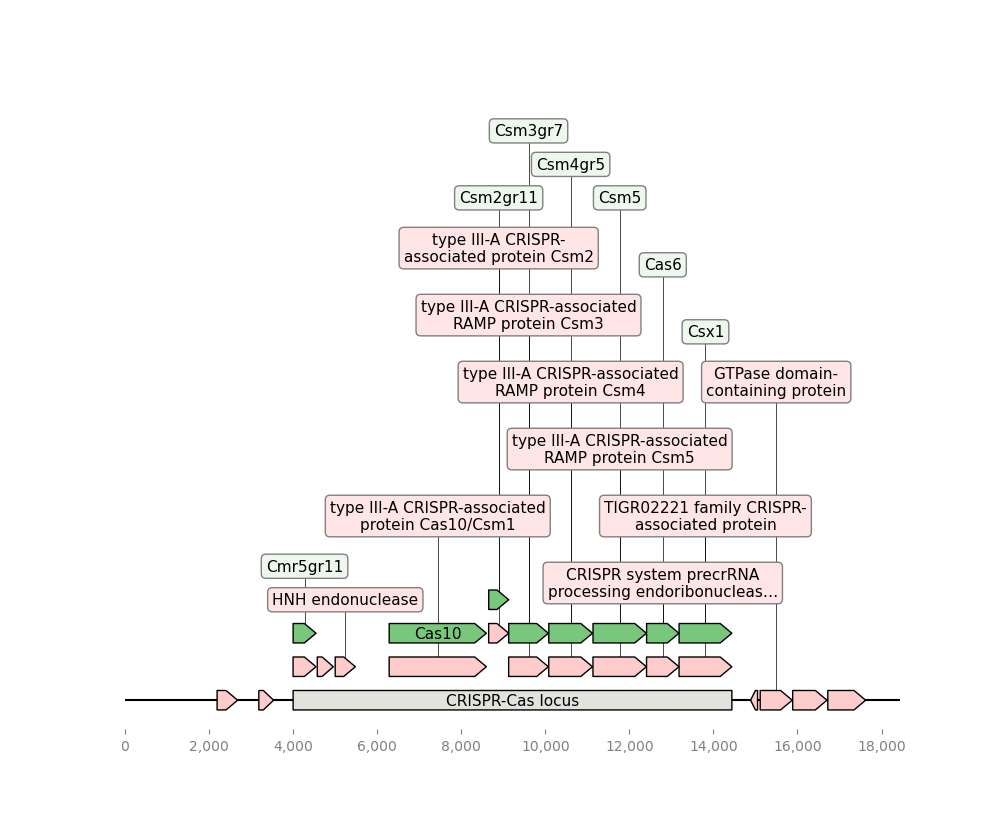 Csm3gr7
Csm4gr5
Csm2gr11
Csm5
type III-A CRISPR-
associated protein Csm2
Cas6
type III-A CRISPR-associated
RAMP protein Csm3
Csx1
type III-A CRISPR-associated
RAMP protein Csm4
GTPase domain-
containing protein
type III-A CRISPR-associated
RAMP protein Csm5
type III-A CRISPR-associated
protein Cas10/Csm1
TIGR02221 family CRISPR-
associated protein
Cmr5gr11
CRISPR system precrRNA
processing endoribonucleas…
HNH endonuclease
Cas10
CRISPR-Cas locus
0
2,000
4,000
6,000
8,000
10,000
12,000
14,000
16,000
18,000